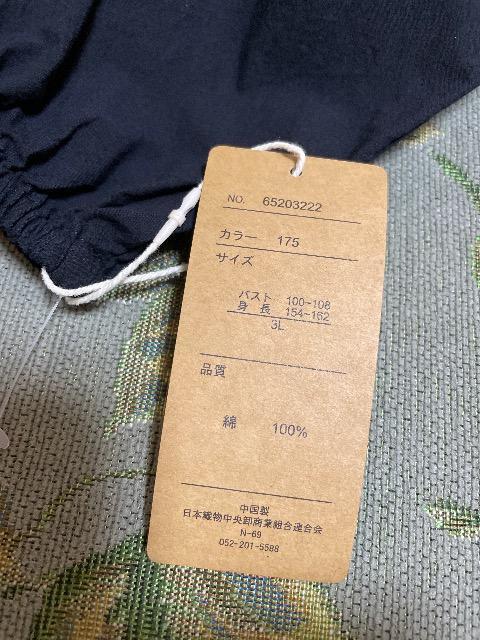 NO. 65203222
カラー 175
サイズ
バスト 100-108
身長 154-162
3L
品質
綿 100%
中国製
日本織物中央卸商業組合連合会
N-69
052-201-5588